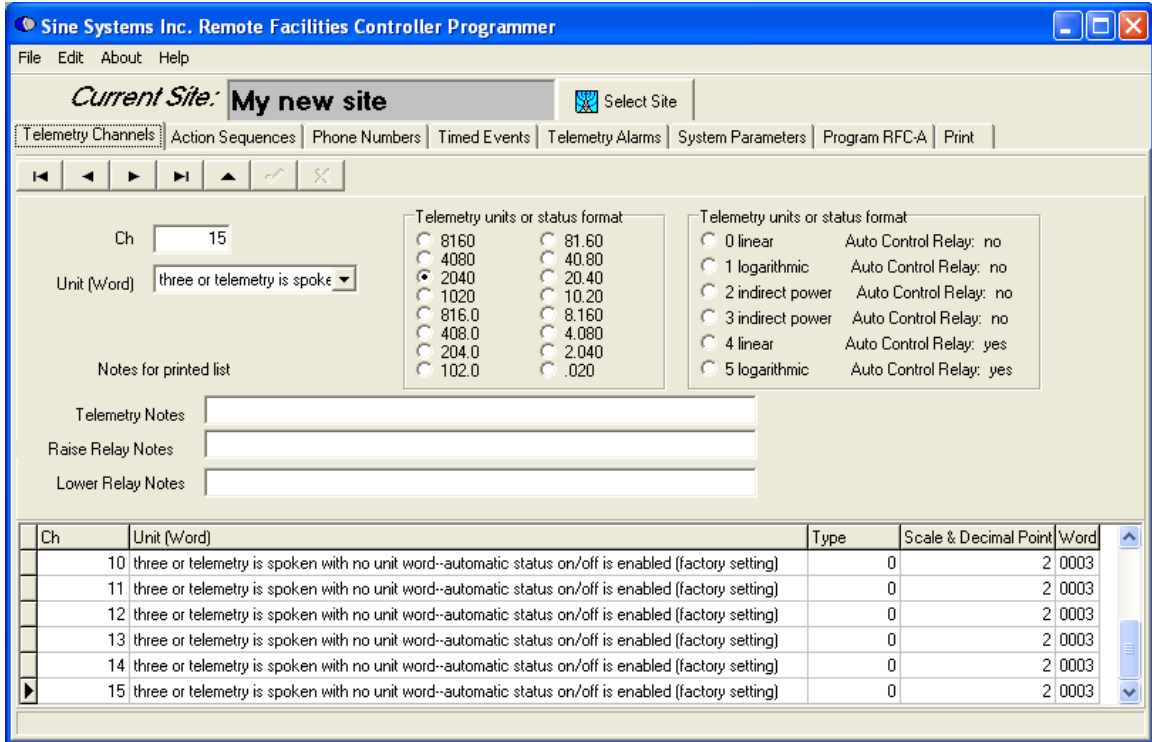 Sine Systems Inc. Remote Facilities Controller Programmer
File Edit About Help
Current Site: My new site Select Site
Telemetry Channels Action Sequences Phone Numbers Timed Events Telemetry Alarms System Parameters Program RFC-A Print
Ch 15
Unit (Word) three or telemetry is spoke
Telemetry units or status format
8160 81.60
4080 40.80
2040 20.40
1020 10.20
816.0 8.160
408.0 4.080
204.0 2.040
102.0 .020
Telemetry units or status format
0 linear Auto Control Relay: no
1 logarithmic Auto Control Relay: no
2 indirect power Auto Control Relay: no
3 indirect power Auto Control Relay: no
4 linear Auto Control Relay: yes
5 logarithmic Auto Control Relay: yes
Notes for printed list
Telemetry Notes
Raise Relay Notes
Lower Relay Notes
Ch Unit (Word) Type Scale & Decimal Point Word
10 three or telemetry is spoken with no unit word--automatic status on/off is enabled (factory setting) 0 2 0003
11 three or telemetry is spoken with no unit word--automatic status on/off is enabled (factory setting) 0 2 0003
12 three or telemetry is spoken with no unit word--automatic status on/off is enabled (factory setting) 0 2 0003
13 three or telemetry is spoken with no unit word--automatic status on/off is enabled (factory setting) 0 2 0003
14 three or telemetry is spoken with no unit word--automatic status on/off is enabled (factory setting) 0 2 0003
15 three or telemetry is spoken with no unit word--automatic status on/off is enabled (factory setting) 0 2 0003